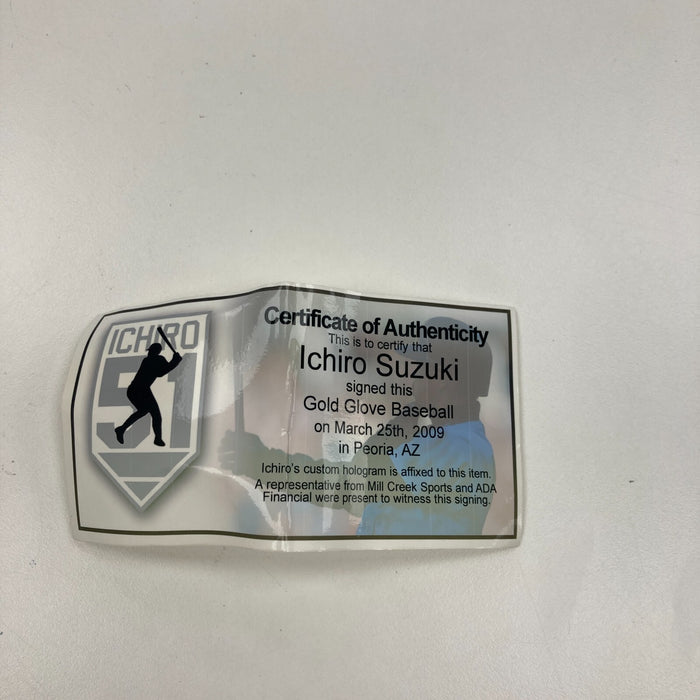 ICHIRO
51
Certificate of Authenticity
This is to certify that
Ichiro Suzuki
signed this
Gold Glove Baseball
on March 25th, 2009
in Peoria, AZ
Ichiro's custom hologram is affixed to this item.
A representative from Mill Creek Sports and ADA
Financial were present to witness this signing.